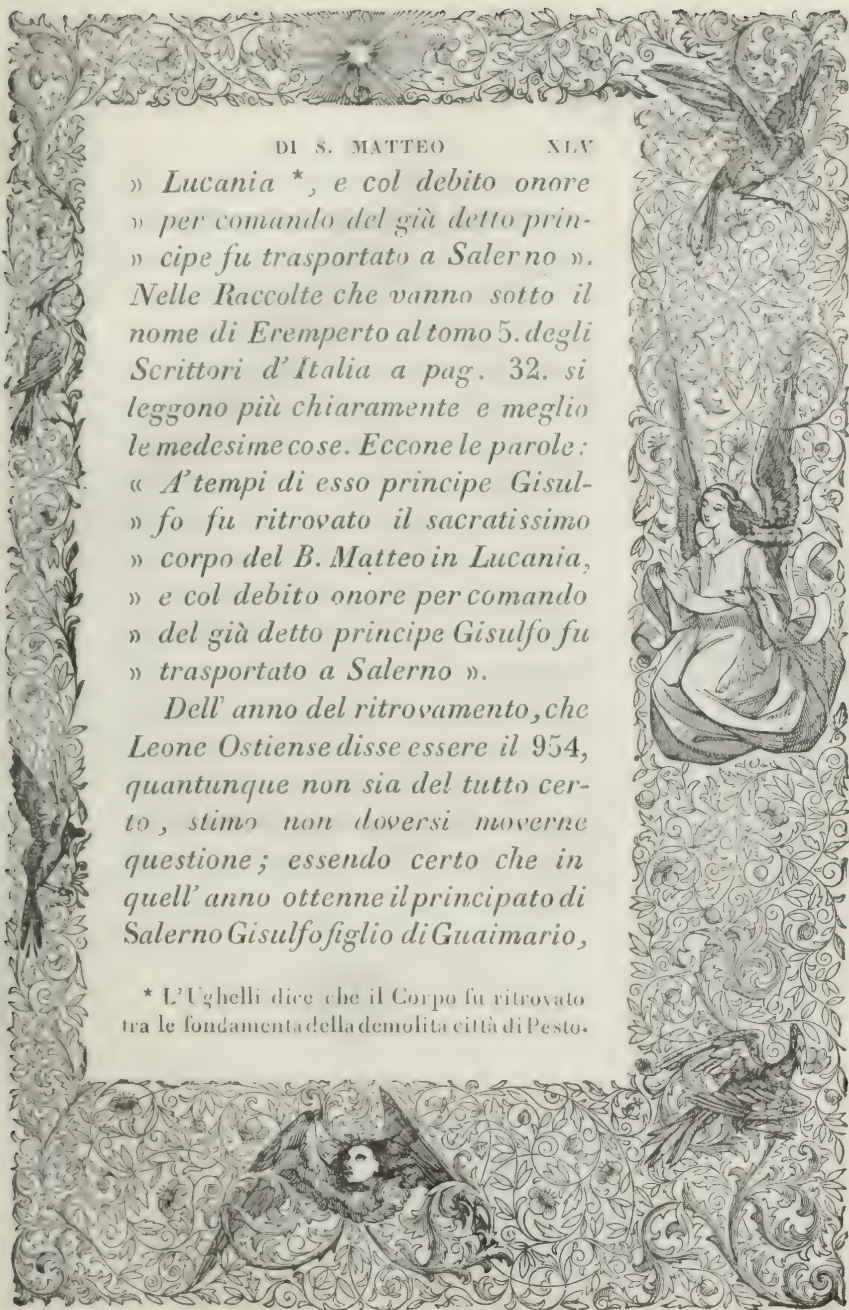 DI S. MATTEO XLV
» Lucania *, e col debito onore
» per comando del già detto prin-
» cipe fu trasportato a Salerno ».
Nelle Raccolte che vanno sotto il
nome di Eremperto al tomo 5. degli
Scrittori d'Italia a pag. 32. si
leggono più chiaramente e meglio
le medesime cose. Eccone le parole:
« A'tempi di esso principe Gisul-
» fo fu ritrovato il sacratissimo
» corpo del B. Matteo in Lucania,
» e col debito onore per comando
» del già detto principe Gisulfo fu
» trasportato a Salerno ».
Dell' anno del ritrovamento, che
Leone Ostiense disse essere il 954,
quantunque non sia del tutto cer-
to, stimo non doversi moverne
questione; essendo certo che in
quell' anno ottenne il principato di
Salerno Gisulfo figlio di Guaimario,
* L'Ughelli dice che il Corpo fu ritrovato
tra le fondamenta della demolita città di Pesto.